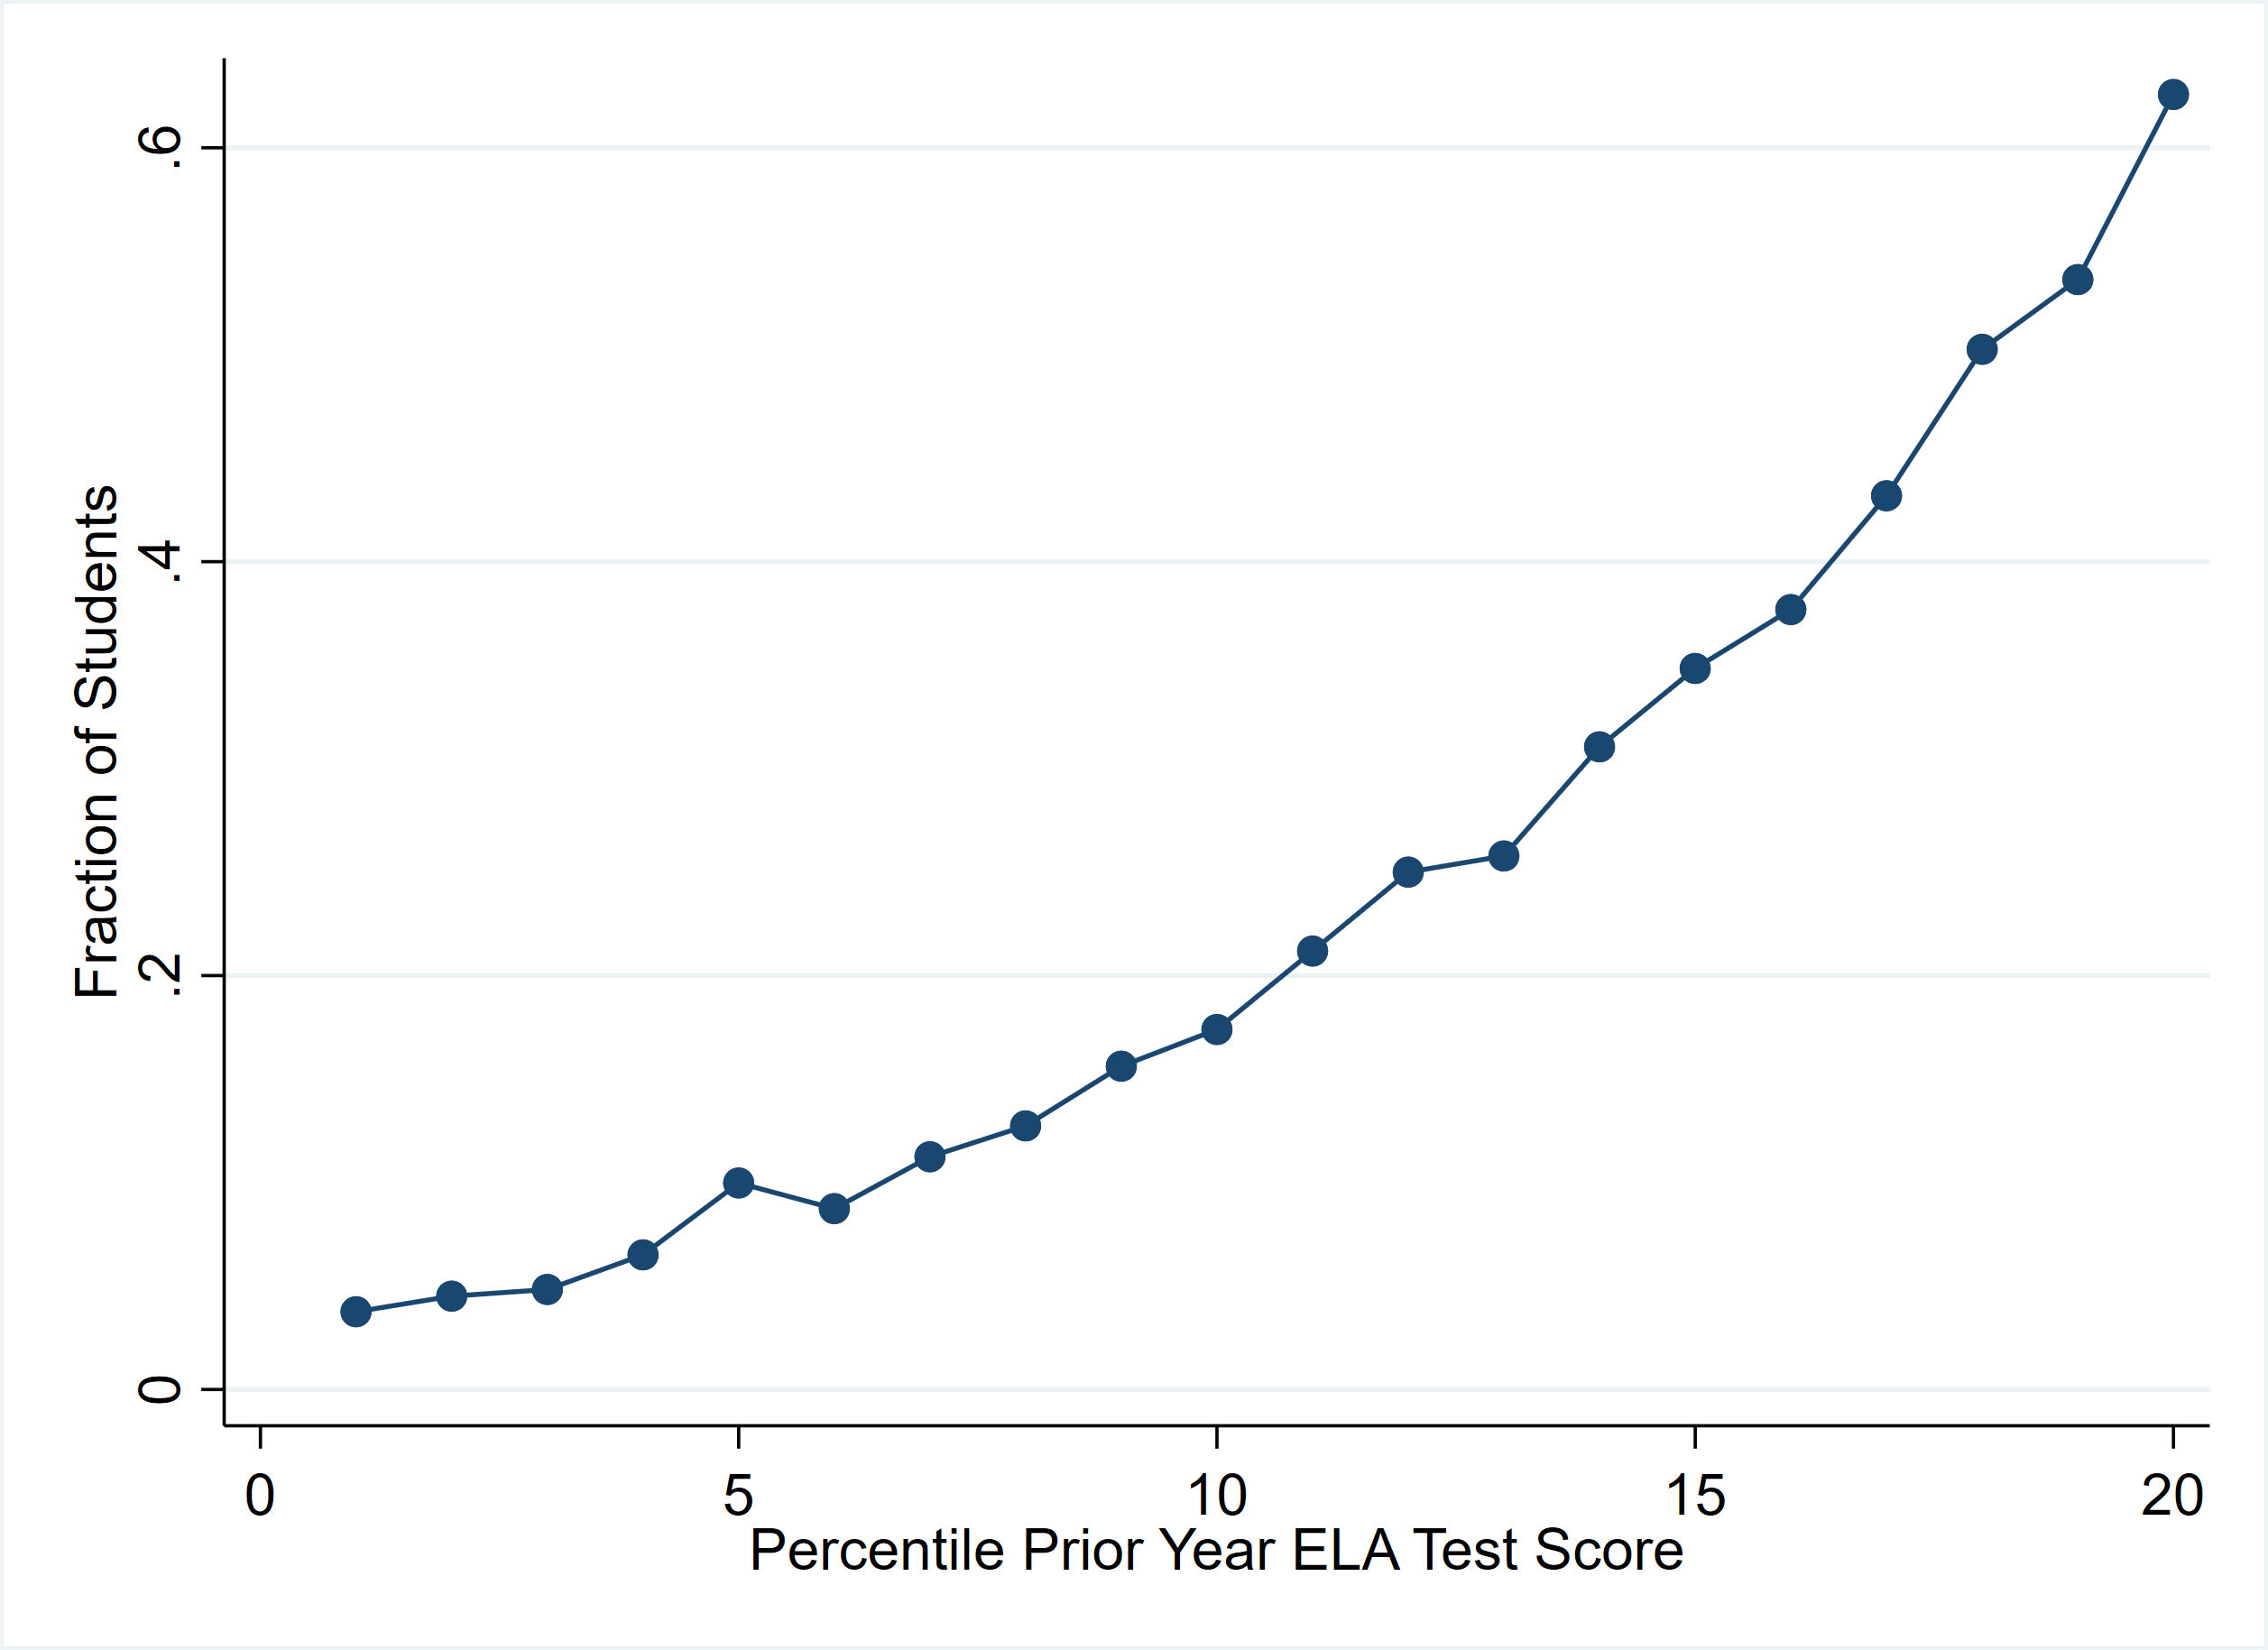 Fraction of Students
.6
.4
.2
0
0 5 10 15 20
Percentile Prior Year ELA Test Score